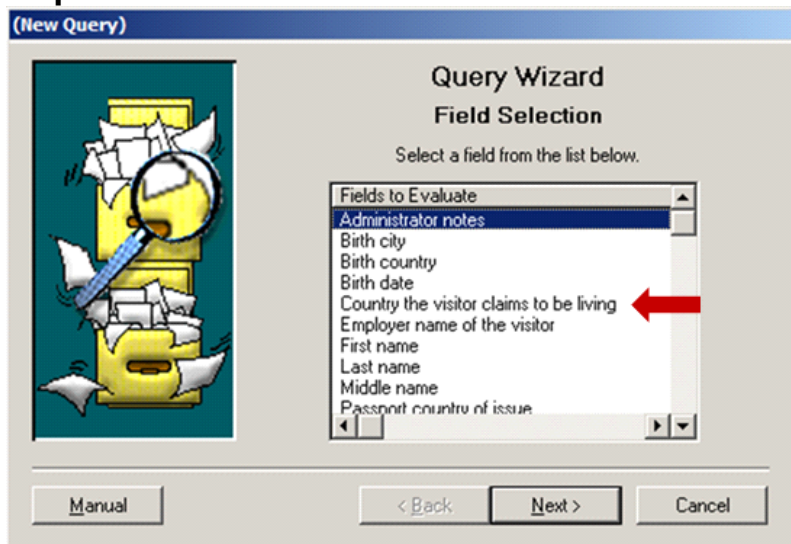 (New Query)
Query Wizard
Field Selection
Select a field from the list below.
Fields to Evaluate
Administrator notes
Birth city
Birth country
Birth date
Country the visitor claims to be living
Employer name of the visitor
First name
Last name
Middle name
Passport country of issue
Manual
< Back
Next >
Cancel